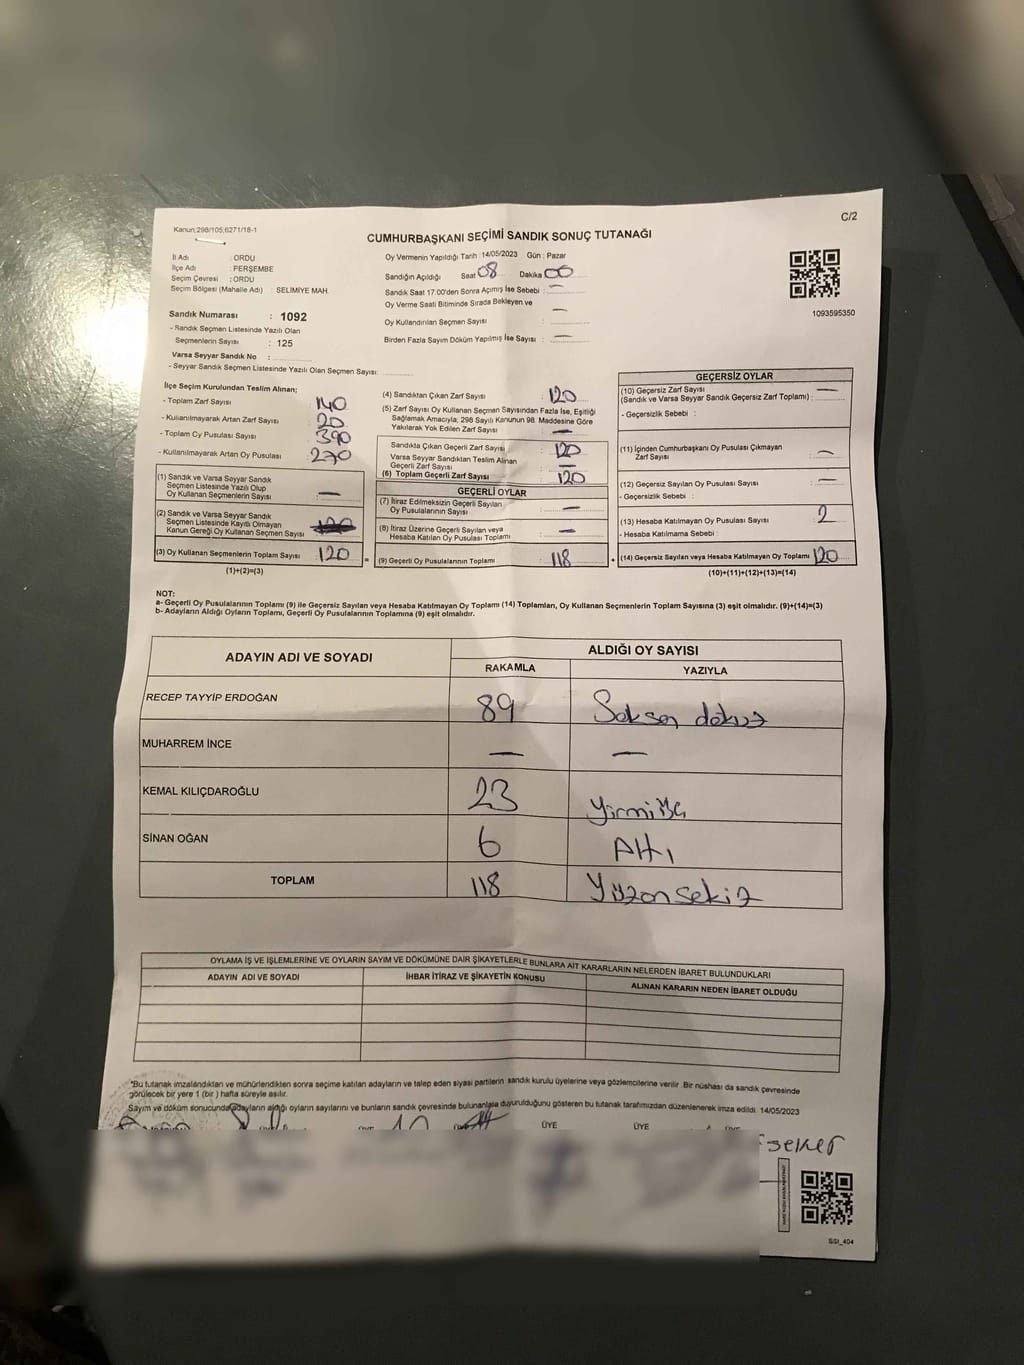 Kanun;298/105;6271/18-1
C/2
CUMHURBAŞKANI SEÇİMİ SANDIK SONUÇ TUTANAĞI
İl Adı : ORDU
İlçe Adı : PERŞEMBE
Seçim Çevresi : ORDU
Seçim Bölgesi (Mahalle Adı) : SELİMİYE MAH.
Sandık Numarası : 1092
- Sandık Seçmen Listesinde Yazılı Olan
Seçmenlerin Sayısı : 125
Varsa Seyyar Sandık No :
- Seyyar Sandık Seçmen Listesinde Yazılı Olan Seçmen Sayısı:
Oy Vermenin Yapıldığı Tarih :14/05/2023 Gün : Pazar
Sandığın Açıldığı Saat 08 Dakika 00
Sandık Saat 17:00'den Sonra Açımış İse Sebebi : —
Oy Verme Saati Bitiminde Sırada Bekleyen ve
Oy Kullandırılan Seçmen Sayısı : —
Birden Fazla Sayım Döküm Yapılmış İse Sayısı : —
1093595350
İlçe Seçim Kurulundan Teslim Alınan;
- Toplam Zarf Sayısı : 140
- Kullanılmayarak Artan Zarf Sayısı : 20
- Toplam Oy Pusulası Sayısı : 390
- Kullanılmayarak Artan Oy Pusulası : 270
(1) Sandık ve Varsa Seyyar Sandık
Seçmen Listesinde Yazılı Olup
Oy Kullanan Seçmenlerin Sayısı : —
(2) Sandık ve Varsa Seyyar Sandık
Seçmen Listesinde Kayıtlı Olmayan
Kanun Gereği Oy Kullanan Seçmen Sayısı : 120
(3) Oy Kullanan Seçmenlerin Toplam Sayısı : 120
(1)+(2)=(3)
(4) Sandıktan Çıkan Zarf Sayısı : 120
(5) Zarf Sayısı Oy Kullanan Seçmen Sayısından Fazla İse, Eşitliği
Sağlamak Amacıyla; 298 Sayılı Kanunun 98. Maddesine Göre
Yakılarak Yok Edilen Zarf Sayısı : —
Sandıkta Çıkan Geçerli Zarf Sayısı : 120
Varsa Seyyar Sandıktan Teslim Alınan
Geçerli Zarf Sayısı : —
(6) Toplam Geçerli Zarf Sayısı : 120
GEÇERLİ OYLAR
(7) İtiraz Edilmeksizin Geçerli Sayılan
Oy Pusulalarının Sayısı : —
(8) İtiraz Üzerine Geçerli Sayılan veya
Hesaba Katılan Oy Pusulası Toplamı : —
= (9) Geçerli Oy Pusulalarının Toplamı : 118
GEÇERSİZ OYLAR
(10) Geçersiz Zarf Sayısı : —
(Sandık ve Varsa Seyyar Sandık Geçersiz Zarf Toplamı) :
- Geçersizlik Sebebi :
(11) İçinden Cumhurbaşkanı Oy Pusulası Çıkmayan
Zarf Sayısı : —
(12) Geçersiz Sayılan Oy Pusulası Sayısı : —
- Geçersizlik Sebebi :
(13) Hesaba Katılmayan Oy Pusulası Sayısı : 2
- Hesaba Katılmama Sebebi :
+ (14) Geçersiz Sayılan veya Hesaba Katılmayan Oy Toplamı : 120
(10)+(11)+(12)+(13)=(14)
NOT:
a- Geçerli Oy Pusulalarının Toplamı (9) ile Geçersiz Sayılan veya Hesaba Katılmayan Oy Toplamı (14) Toplamları, Oy Kullanan Seçmenlerin Toplam Sayısına (3) eşit olmalıdır. (9)+(14)=(3)
b- Adayların Aldığı Oyların Toplamı, Geçerli Oy Pusulalarının Toplamına (9) eşit olmalıdır.
ADAYIN ADI VE SOYADI
ALDIĞI OY SAYISI
RAKAMLA YAZIYLA
RECEP TAYYİP ERDOĞAN 89 Seksen dokuz
MUHARREM İNCE — —
KEMAL KILIÇDAROĞLU 23 Yirmi üç
SİNAN OĞAN 6 Altı
TOPLAM 118 Yüzonsekiz
OYLAMA İŞ VE İŞLEMLERİNE VE OYLARIN SAYIM VE DÖKÜMÜNE DAİR ŞİKAYETLERLE BUNLARA AİT KARARLARIN NELERDEN İBARET BULUNDUKLARI
ADAYIN ADI VE SOYADI İHBAR İTİRAZ VE ŞİKAYETİN KONUSU ALINAN KARARIN NEDEN İBARET OLDUĞU
*Bu tutanak imzalandıktan ve mühürlendikten sonra seçime katılan adayların ve talep eden siyasi partilerin sandık kurulu üyelerine veya gözlemcilerine verilir. Bir nüshası da sandık çevresinde
görülecek bir yere 1 (bir) hafta süreyle asılır.
Sayım ve döküm sonucunda adayların aldığı oyların sayılarını ve bunların sandık çevresinde bulunanlara duyurulduğunu gösteren bu tutanak tarafımızdan düzenlenerek imza edildi. 14/05/2023
ÜYE ÜYE ÜYE ÜYE
şeker
SSI_404